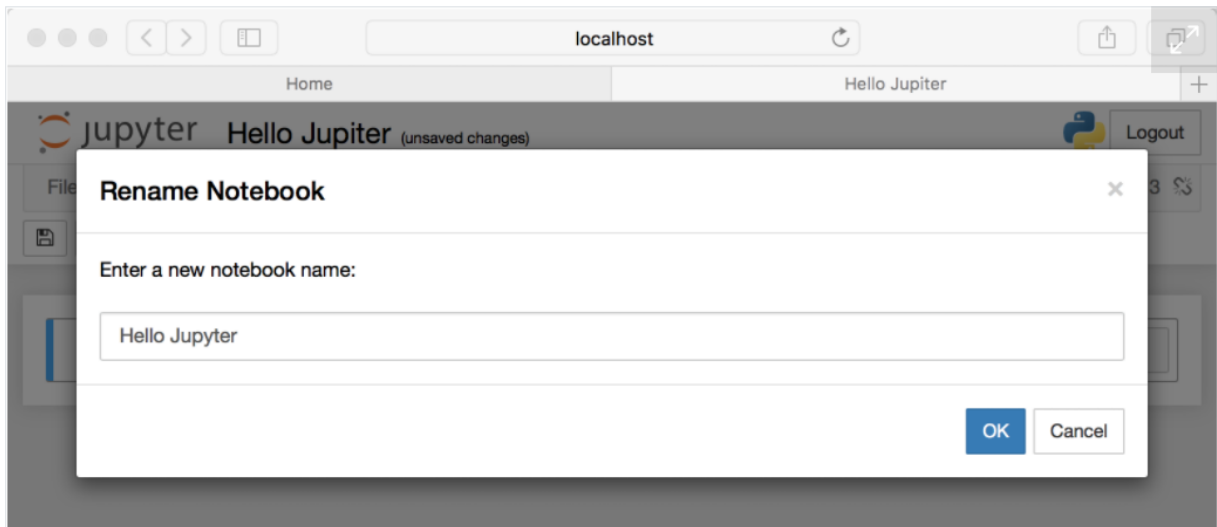 localhost
Home Hello Jupiter +
jupyter Hello Jupiter (unsaved changes) Logout
File 3
Rename Notebook ×
Enter a new notebook name:
Hello Jupyter
OK Cancel